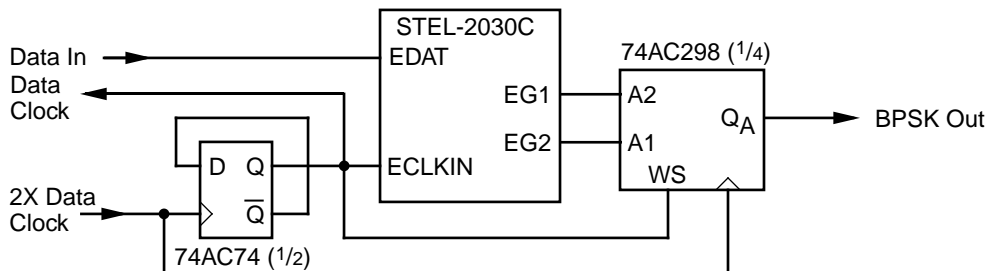 STEL-2030C
Data In
EDAT
74AC298 (1/4)
Data
Clock
EG1
A2
QA
BPSK Out
EG2
A1
D
Q
ECLKIN
WS
2X Data
Clock
Q̅
74AC74 (1/2)